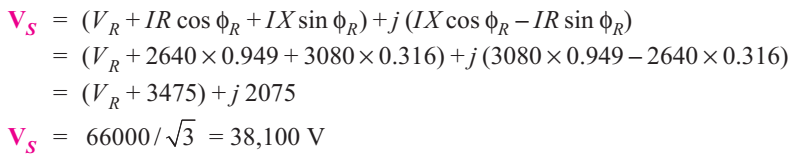 V_S = (V_R + IR cos ϕ_R + IX sin ϕ_R) + j (IX cos ϕ_R – IR sin ϕ_R)
= (V_R + 2640 × 0.949 + 3080 × 0.316) + j (3080 × 0.949 – 2640 × 0.316)
= (V_R + 3475) + j 2075
V_S = 66000/√3 = 38,100 V